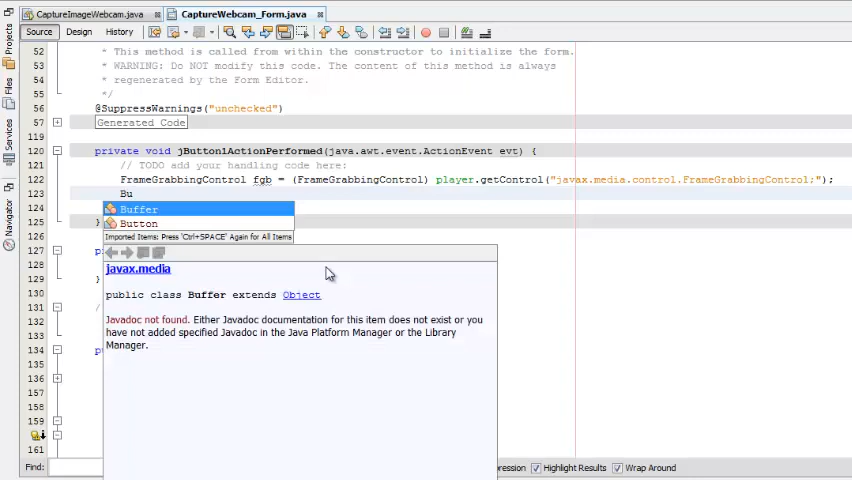 CaptureImageWebcam.java
CaptureWebcam_Form.java
Source Design History
Projects
Files
Services
Navigator
52 * This method is called from within the constructor to initialize the form.
53 * WARNING: Do NOT modify this code. The content of this method is always
54 * regenerated by the Form Editor.
55 */
56 @SuppressWarnings("unchecked")
57 Generated Code
119
120 private void jButton1ActionPerformed(java.awt.event.ActionEvent evt) {
121 // TODO add your handling code here:
122 FrameGrabbingControl fgb = (FrameGrabbingControl) player.getControl("javax.media.control.FrameGrabbingControl;");
123 Bu
124 Buffer
125 } Button
126 Imported Items: Press 'Ctrl+SPACE' Again for All Items
127 p
128 javax.media
129 }
130 public class Buffer extends Object
131 /
132 Javadoc not found. Either Javadoc documentation for this item does not exist or you
133 have not added specified Javadoc in the Java Platform Manager or the Library
134 p Manager.
135
136
157
158
159
161
Find: ression Highlight Results Wrap Around